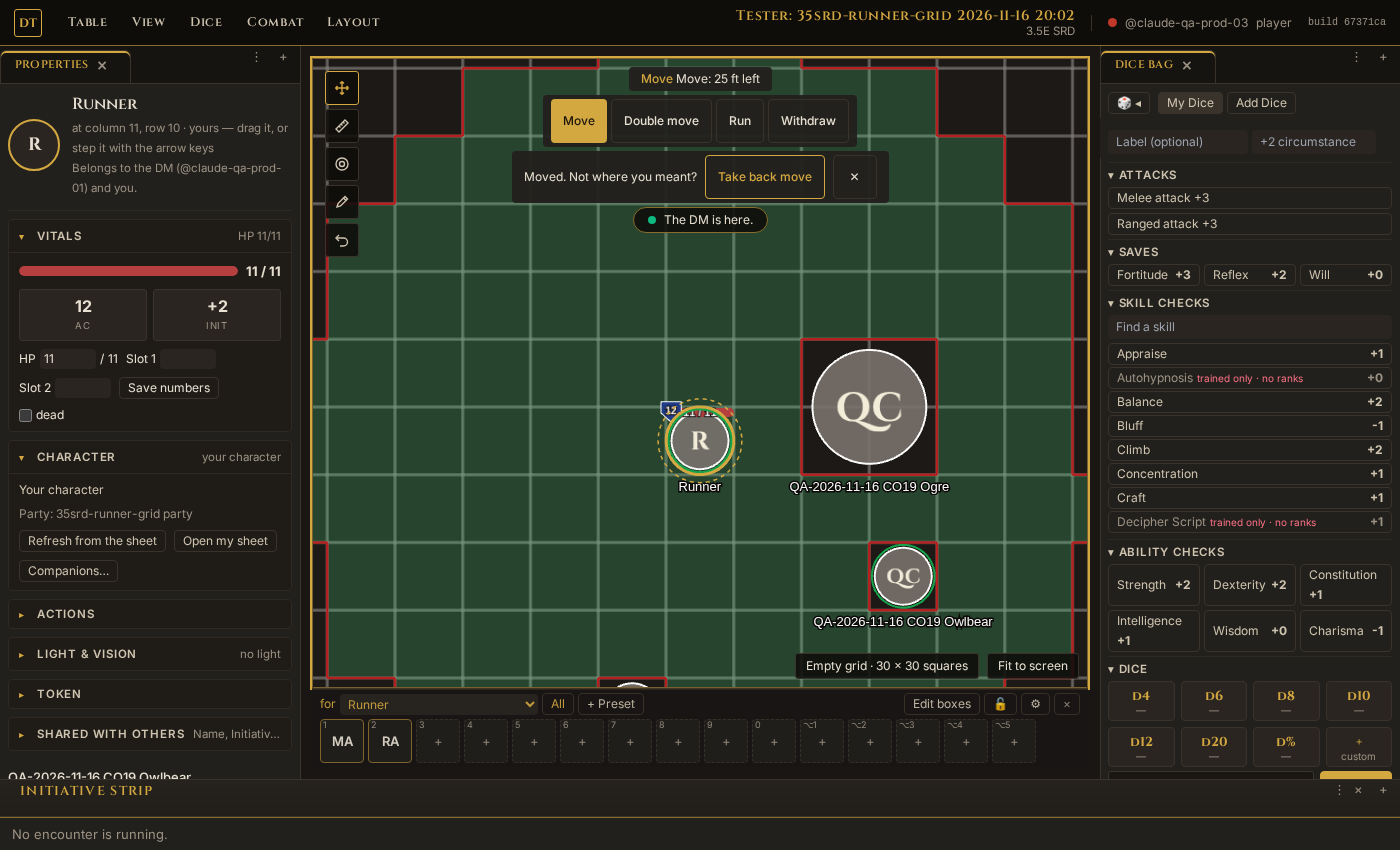 DT
TABLE
VIEW
DICE
COMBAT
LAYOUT
TESTER: 35SRD-RUNNER-GRID 2026-11-16 20:02
3.5E SRD
@claude-qa-prod-03 player
build 67371ca
PROPERTIES ×
RUNNER
R
at column 11, row 10 · yours — drag it, or
step it with the arrow keys
Belongs to the DM (@claude-qa-prod-
01) and you.
▾ VITALS HP 11/11
11 / 11
12
AC
+2
INIT
HP 11 / 11 Slot 1
Slot 2 Save numbers
dead
▾ CHARACTER your character
Your character
Party: 35srd-runner-grid party
Refresh from the sheet
Open my sheet
Companions...
▸ ACTIONS
▸ LIGHT & VISION no light
▸ TOKEN
▸ SHARED WITH OTHERS Name, Initiativ...
QA-2026-11-16 CO19 Owlbear
Move Move: 25 ft left
Move
Double move
Run
Withdraw
Moved. Not where you meant?
Take back move
×
The DM is here.
12
11 / 11
R
Runner
QC
QA-2026-11-16 CO19 Ogre
QC
QA-2026-11-16 CO19 Owlbear
Empty grid · 30 × 30 squares
Fit to screen
for Runner
All
+ Preset
Edit boxes
×
1 MA
2 RA
3 +
4 +
5 +
6 +
7 +
8 +
9 +
0 +
⌥1 +
⌥2 +
⌥3 +
⌥4 +
⌥5 +
DICE BAG ×
My Dice
Add Dice
Label (optional)
+2 circumstance
▾ ATTACKS
Melee attack +3
Ranged attack +3
▾ SAVES
Fortitude +3
Reflex +2
Will +0
▾ SKILL CHECKS
Find a skill
Appraise +1
Autohypnosis trained only · no ranks +0
Balance +2
Bluff -1
Climb +2
Concentration +1
Craft +1
Decipher Script trained only · no ranks +1
▾ ABILITY CHECKS
Strength +2
Dexterity +2
Constitution +1
Intelligence +1
Wisdom +0
Charisma -1
▾ DICE
D4 —
D6 —
D8 —
D10 —
D12 —
D20 —
D% —
+ custom
INITIATIVE STRIP
No encounter is running.